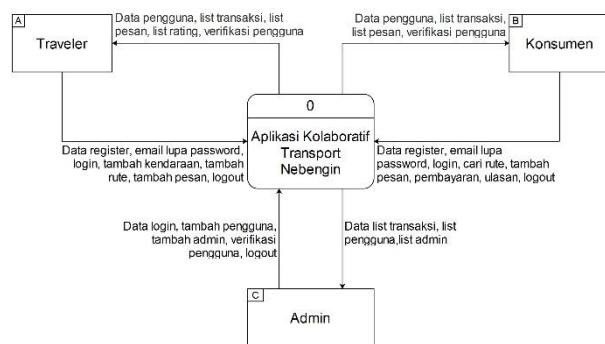 A
Traveler
Data pengguna, list transaksi, list
pesan, list rating, verifikasi pengguna
Data pengguna, list transaksi,
list pesan, verifikasi pengguna
B
Konsumen
0
Aplikasi Kolaboratif
Transport
Nebengin
Data register, email lupa password,
login, tambah kendaraan, tambah
rute, tambah pesan, logout
Data register, email lupa
password, login, cari rute, tambah
pesan, pembayaran, ulasan, logout
Data login, tambah pengguna,
tambah admin, verifikasi
pengguna, logout
Data list transaksi, list
pengguna,list admin
C
Admin